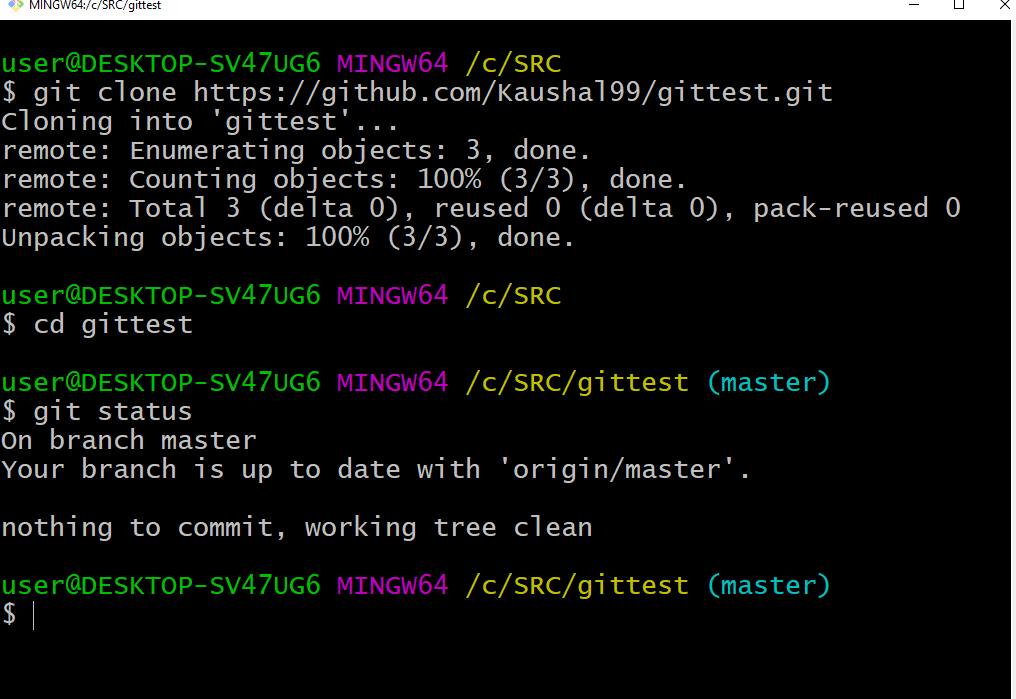 MINGW64:/c/SRC/gittest
user@DESKTOP-SV47UG6 MINGW64 /c/SRC
$ git clone https://github.com/Kaushal99/gittest.git
Cloning into 'gittest'...
remote: Enumerating objects: 3, done.
remote: Counting objects: 100% (3/3), done.
remote: Total 3 (delta 0), reused 0 (delta 0), pack-reused 0
Unpacking objects: 100% (3/3), done.
user@DESKTOP-SV47UG6 MINGW64 /c/SRC
$ cd gittest
user@DESKTOP-SV47UG6 MINGW64 /c/SRC/gittest (master)
$ git status
On branch master
Your branch is up to date with 'origin/master'.
nothing to commit, working tree clean
user@DESKTOP-SV47UG6 MINGW64 /c/SRC/gittest (master)
$